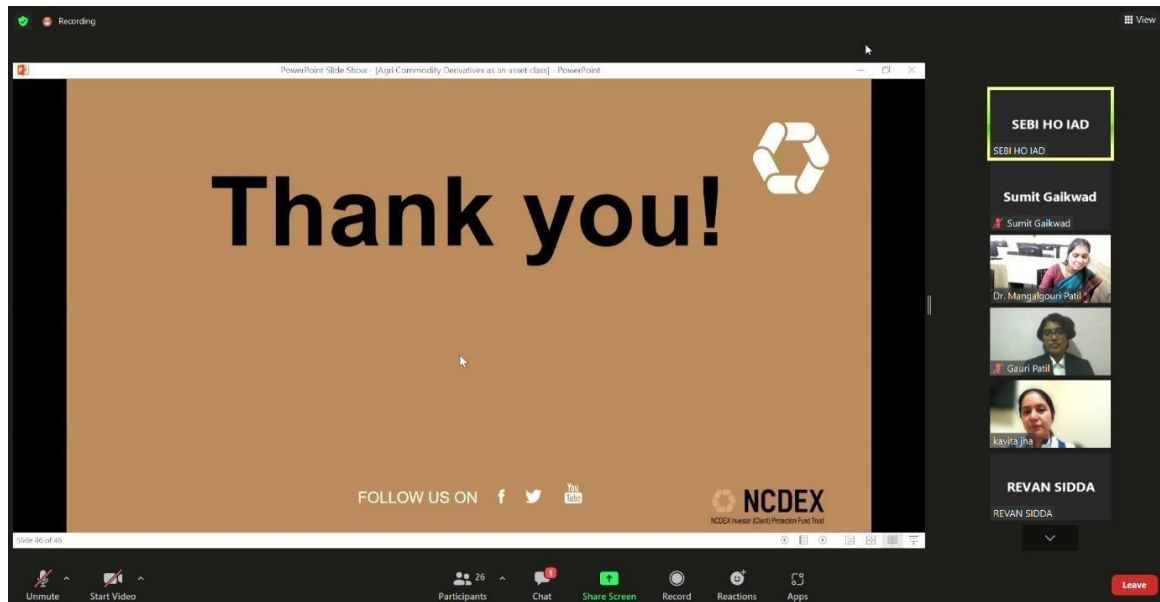 Recording
View
PowerPoint Slide Show - [Agri Commodity Derivatives as an asset class] - PowerPoint
Thank you!
FOLLOW US ON f You Tube
NCDEX
NCDEX Investor (Client) Protection Fund Trust
Slide 46 of 46
SEBI HO IAD
SEBI HO IAD
Sumit Gaikwad
Sumit Gaikwad
Dr. Mangalgouri Patil
Gauri Patil
kavita jha
REVAN SIDDA
REVAN SIDDA
Unmute
Start Video
26
Participants
1
Chat
Share Screen
Record
Reactions
Apps
Leave